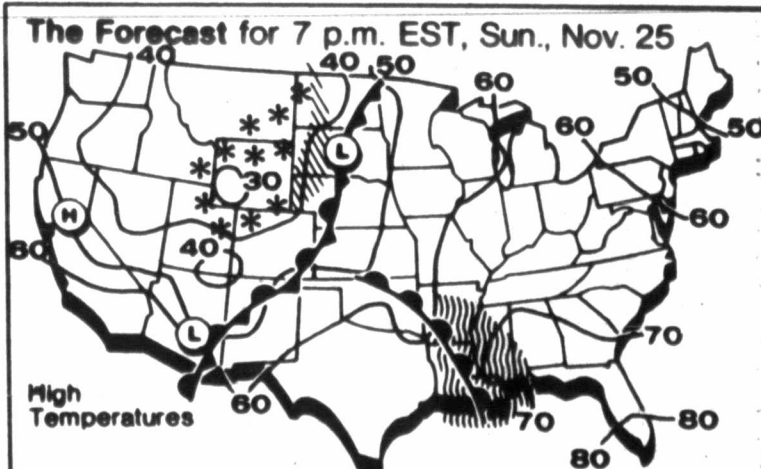 The Forecast for 7 p.m. EST, Sun., Nov. 25
40 40 50 60 50
50 60 50
L
30
H 60
60 40
L 70
High
Temperatures 60 70 80
80